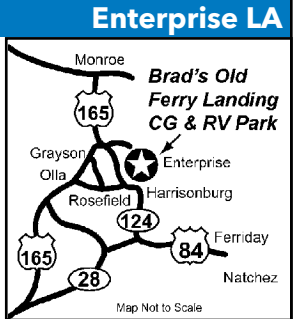 Enterprise LA
Monroe
Brad's Old
Ferry Landing
CG & RV Park
165
Grayson
Enterprise
Olla
Rosefield
Harrisonburg
124
165
84
Ferriday
28
Natchez
Map Not to Scale